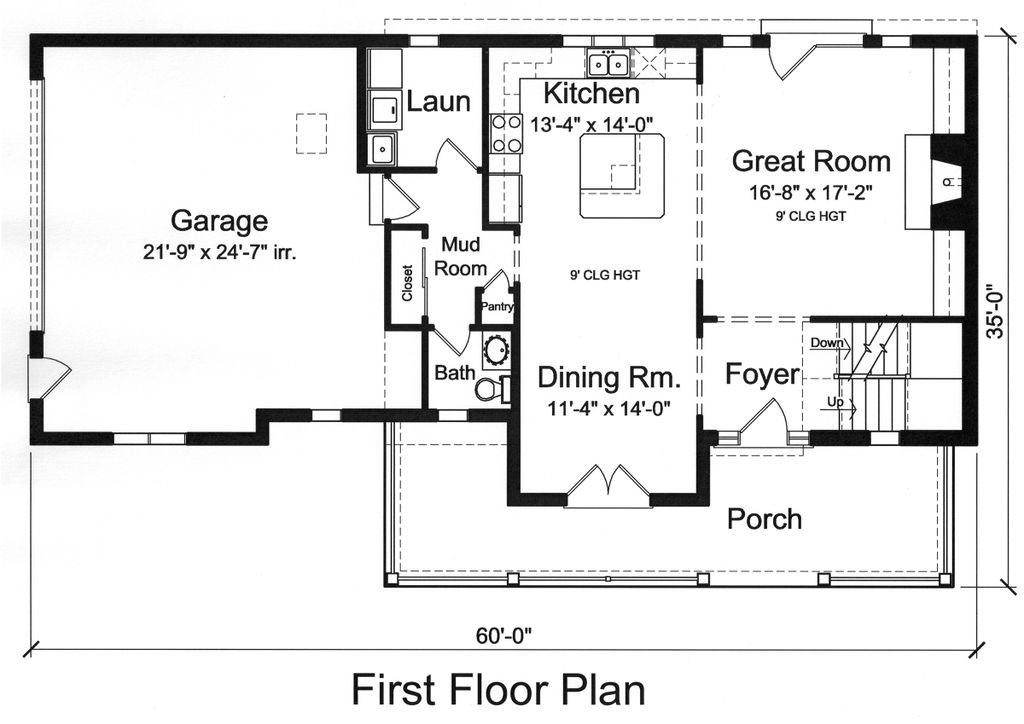 Laun
Kitchen
13'-4" x 14'-0"
Great Room
16'-8" x 17'-2"
9' CLG HGT
Garage
21'-9" x 24'-7" irr.
Mud
Room
Closet
9' CLG HGT
Pantry
35'-0"
Down
Bath
Dining Rm.
11'-4" x 14'-0"
Foyer
Up
Porch
60'-0"
First Floor Plan